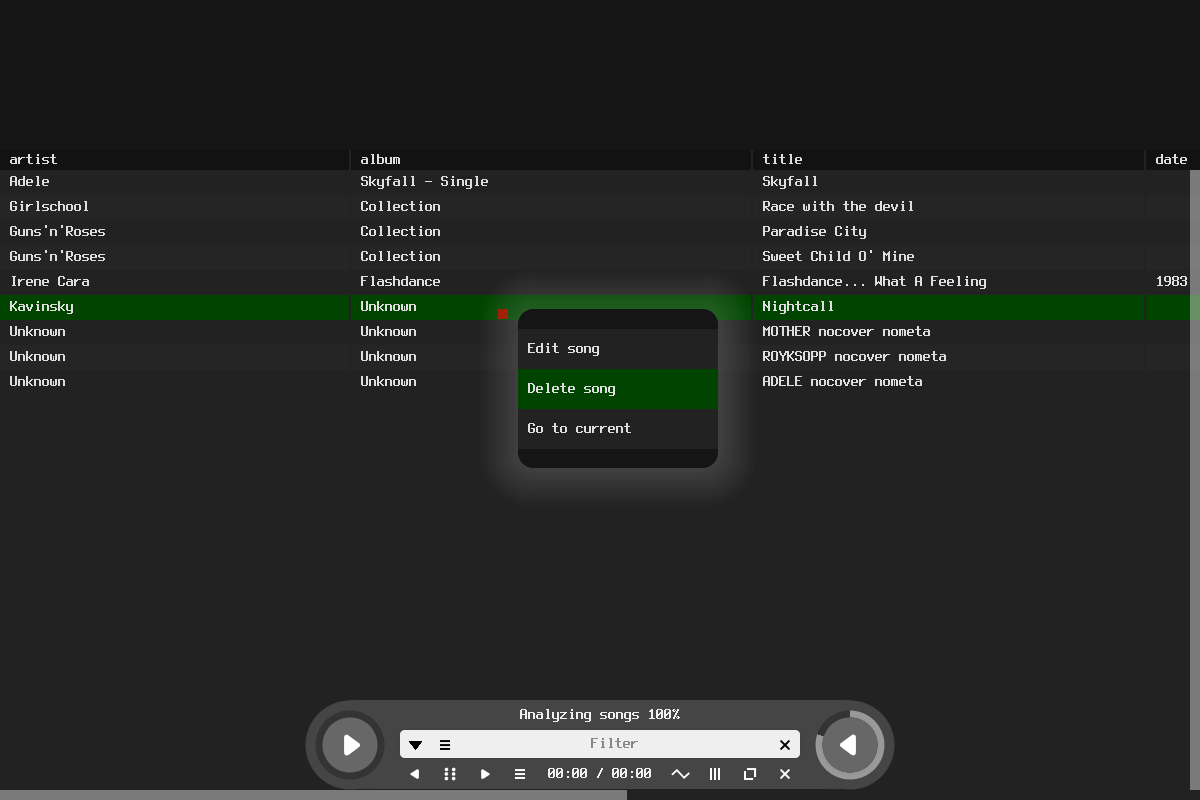 artist album title date
Adele Skyfall - Single Skyfall
Girlschool Collection Race with the devil
Guns'n'Roses Collection Paradise City
Guns'n'Roses Collection Sweet Child O' Mine
Irene Cara Flashdance Flashdance... What A Feeling 1983
Kavinsky Unknown Nightcall
Unknown Unknown MOTHER nocover nometa
Unknown Unknown ROYKSOPP nocover nometa
Unknown Unknown ADELE nocover nometa
Edit song
Delete song
Go to current
Analyzing songs 100%
Filter
00:00 / 00:00